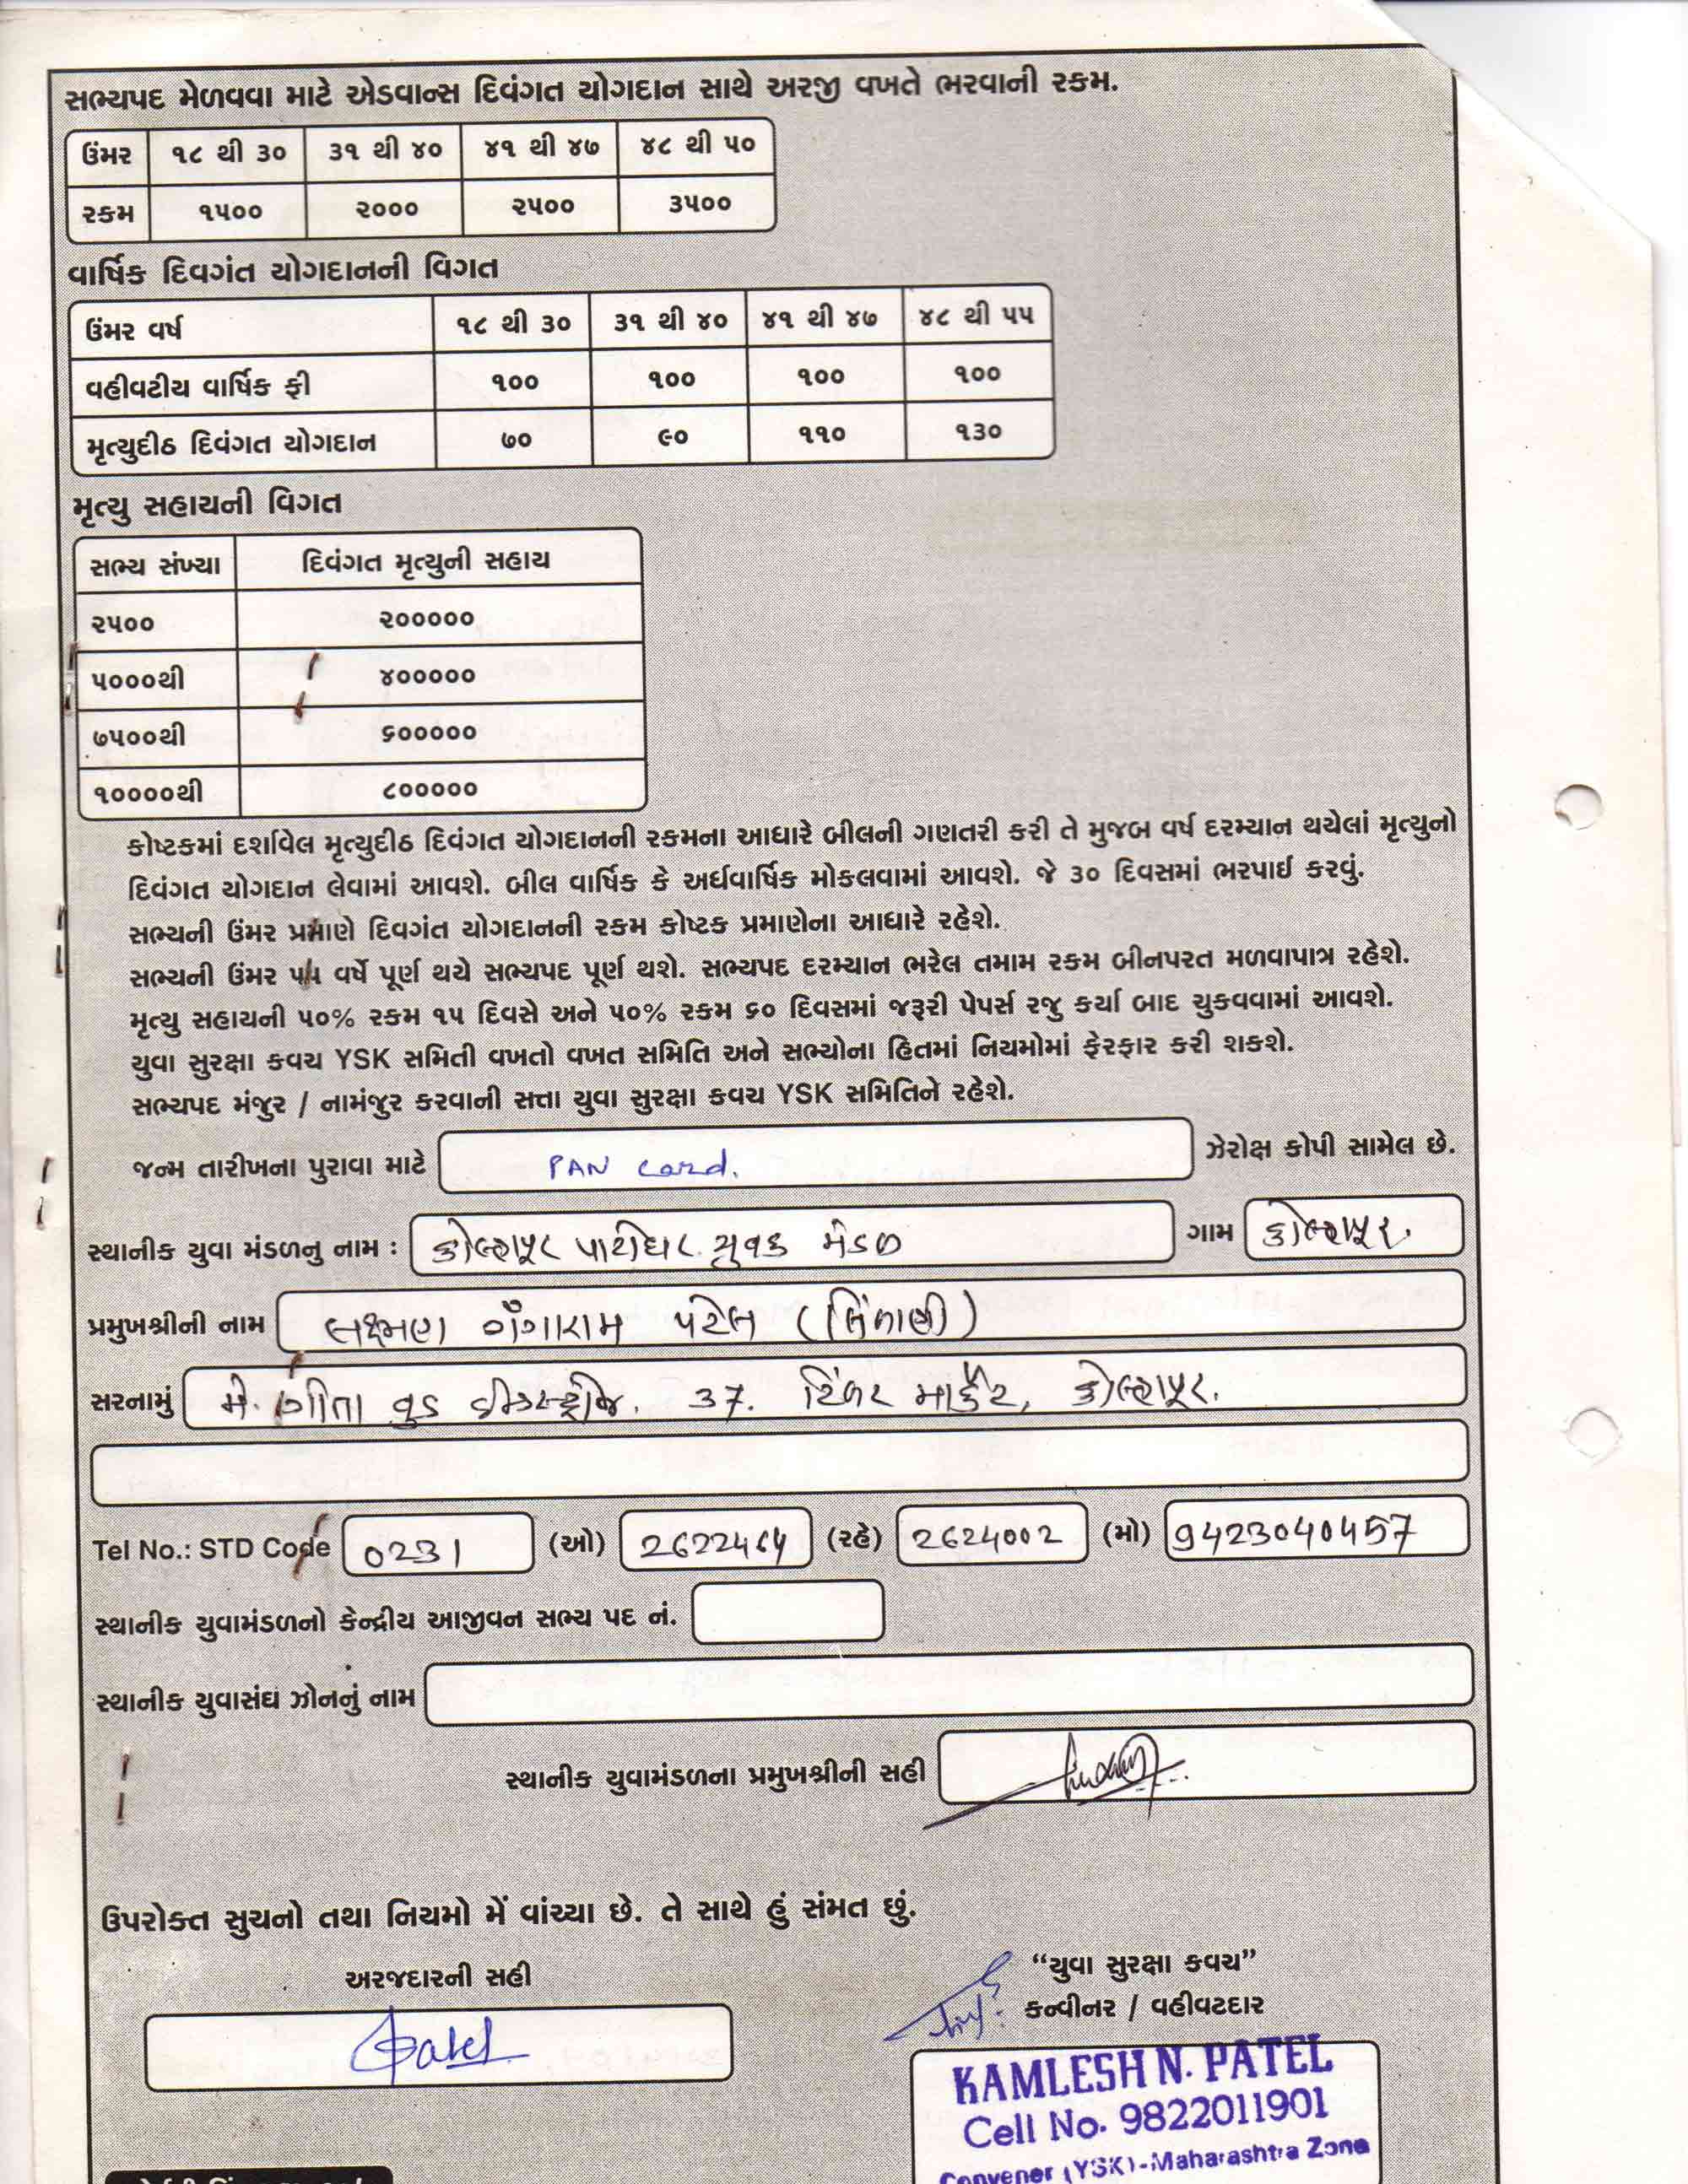 સભ્યપદ મેળવવા માટે એડવાન્સ દિવંગત યોગદાન સાથે અરજી વખતે ભરવાની રકમ.
ઉંમર ૧૮ થી ૩૦ ૩૧ થી ૪૦ ૪૧ થી ૪૭ ૪૮ થી ૫૦
રકમ ૧૫૦૦ ૨૦૦૦ ૨૫૦૦ ૩૫૦૦
વાર્ષિક દિવગંત યોગદાનની વિગત
ઉંમર વર્ષ ૧૮ થી ૩૦ ૩૧ થી ૪૦ ૪૧ થી ૪૭ ૪૮ થી ૫૫
વહીવટીય વાર્ષિક ફી ૧૦૦ ૧૦૦ ૧૦૦ ૧૦૦
મૃત્યુદીઠ દિવંગત યોગદાન ૭૦ ૯૦ ૧૧૦ ૧૩૦
મૃત્યુ સહાયની વિગત
સભ્ય સંખ્યા દિવંગત મૃત્યુની સહાય
૨૫૦૦ ૨૦૦૦૦૦
૫૦૦૦થી ૪૦૦૦૦૦
૭૫૦૦થી ૬૦૦૦૦૦
૧૦૦૦૦થી ૮૦૦૦૦૦
કોષ્ટકમાં દર્શાવેલ મૃત્યુદીઠ દિવંગત યોગદાનની રકમના આધારે બીલની ગણતરી કરી તે મુજબ વર્ષ દરમ્યાન થયેલાં મૃત્યુનો
દિવંગત યોગદાન લેવામાં આવશે. બીલ વાર્ષિક કે અર્ધવાર્ષિક મોકલવામાં આવશે. જે ૩૦ દિવસમાં ભરપાઈ કરવું.
સભ્યની ઉંમર પ્રમાણે દિવગંત યોગદાનની રકમ કોષ્ટક પ્રમાણેના આધારે રહેશે.
સભ્યની ઉંમર ૫૫ વર્ષે પૂર્ણ થયે સભ્યપદ પૂર્ણ થશે. સભ્યપદ દરમ્યાન ભરેલ તમામ રકમ બીનપરત મળવાપાત્ર રહેશે.
મૃત્યુ સહાયની ૫૦% રકમ ૧૫ દિવસે અને ૫૦% રકમ ૬૦ દિવસમાં જરૂરી પેપર્સ રજુ કર્યા બાદ ચુકવવામાં આવશે.
યુવા સુરક્ષા કવચ YSK સમિતી વખતો વખત સમિતિ અને સભ્યોના હિતમાં નિયમોમાં ફેરફાર કરી શકશે.
સભ્યપદ મંજુર / નામંજુર કરવાની સત્તા યુવા સુરક્ષા કવચ YSK સમિતિને રહેશે.
જન્મ તારીખના પુરાવા માટે PAN card. ઝેરોક્ષ કોપી સામેલ છે.
સ્થાનીક યુવા મંડળનુ નામ : કોલ્હાપૂર પાટીદાર યુવક મંડળ ગામ કોલ્હાપૂર.
પ્રમુખશ્રીની નામ લક્ષ્મણ ગંગારામ પટેલ (લિંબાણી)
સરનામું મે. ગીતા વુડ ઈન્ડસ્ટ્રીજ. 37. ટિંબર માર્કેટ, કોલ્હાપૂર.
Tel No.: STD Code 0231 (ઓ) 2622464 (રહે) 2624002 (મો) 9423040457
સ્થાનીક યુવામંડળનો કેન્દ્રીય આજીવન સભ્ય પદ નં.
સ્થાનીક યુવાસંઘ ઝોનનું નામ
સ્થાનીક યુવામંડળના પ્રમુખશ્રીની સહી
ઉપરોક્ત સુચનો તથા નિયમો મેં વાંચ્યા છે. તે સાથે હું સંમત છું.
અરજદારની સહી
"યુવા સુરક્ષા કવચ"
કન્વીનર / વહીવટદાર
Patel
KAMLESH N. PATEL
Cell No. 9822011901
Convener (YSK)-Maharashtra Zone